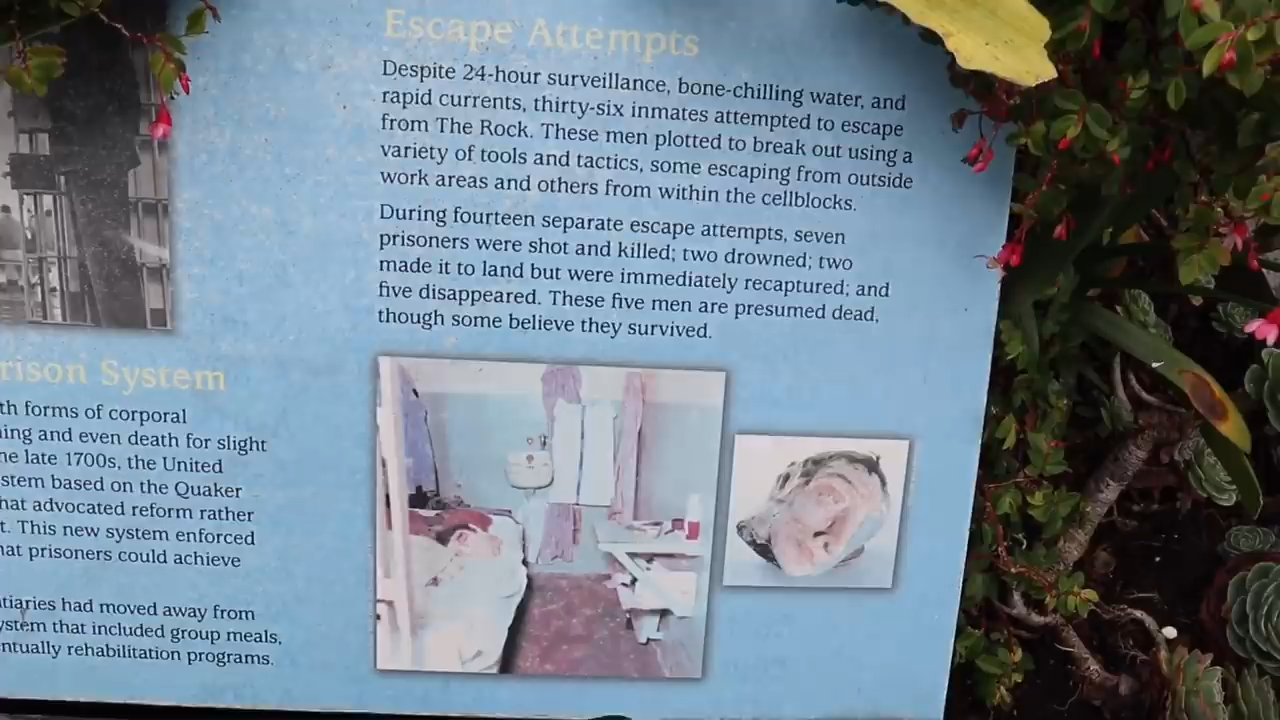 Escape Attempts
Despite 24-hour surveillance, bone-chilling water, and
rapid currents, thirty-six inmates attempted to escape
from The Rock. These men plotted to break out using a
variety of tools and tactics, some escaping from outside
work areas and others from within the cellblocks.
During fourteen separate escape attempts, seven
prisoners were shot and killed; two drowned; two
made it to land but were immediately recaptured; and
five disappeared. These five men are presumed dead,
though some believe they survived.
rison System
th forms of corporal
ing and even death for slight
ne late 1700s, the United
stem based on the Quaker
hat advocated reform rather
t. This new system enforced
hat prisoners could achieve
tiaries had moved away from
ystem that included group meals,
ntually rehabilitation programs.